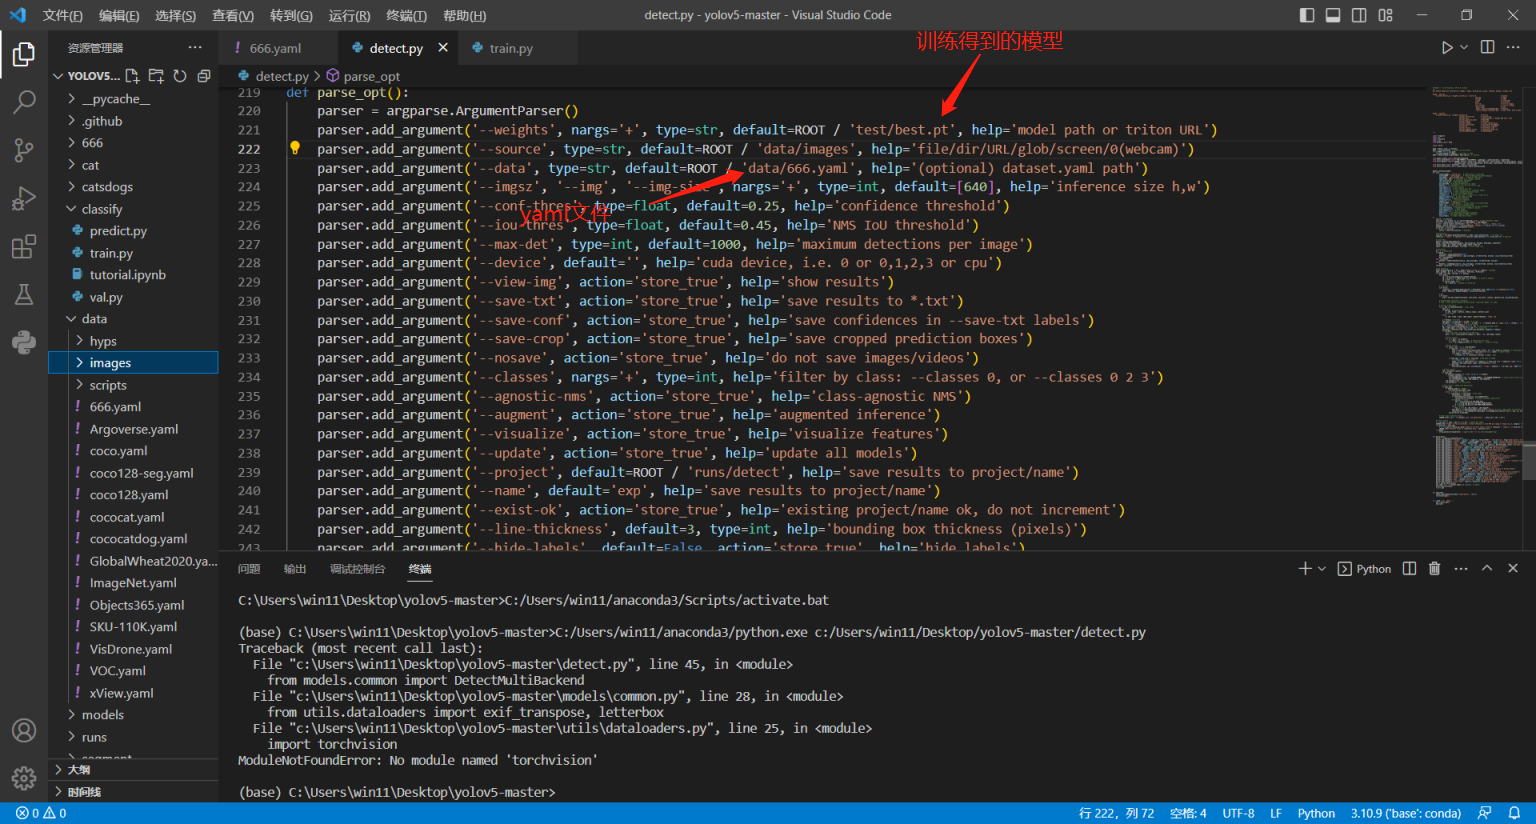 文件(F) 编辑(E) 选择(S) 查看(V) 转到(G) 运行(R) 终端(T) 帮助(H)
detect.py - yolov5-master - Visual Studio Code
资源管理器
666.yaml
detect.py
train.py
训练得到的模型
YOLOV5...
detect.py > parse_opt
__pycache__
.github
666
cat
catsdogs
classify
predict.py
train.py
tutorial.ipynb
val.py
data
hyps
images
scripts
666.yaml
Argoverse.yaml
coco.yaml
coco128-seg.yaml
coco128.yaml
cococat.yaml
cococatdog.yaml
GlobalWheat2020.ya...
ImageNet.yaml
Objects365.yaml
SKU-110K.yaml
VisDrone.yaml
VOC.yaml
xView.yaml
models
runs
大纲
时间线
219 def parse_opt():
220 parser = argparse.ArgumentParser()
221 parser.add_argument('--weights', nargs='+', type=str, default=ROOT / 'test/best.pt', help='model path or triton URL')
222 parser.add_argument('--source', type=str, default=ROOT / 'data/images', help='file/dir/URL/glob/screen/0(webcam)')
223 parser.add_argument('--data', type=str, default=ROOT / 'data/666.yaml', help='(optional) dataset.yaml path')
224 parser.add_argument('--imgsz', '--img', '--img-size', nargs='+', type=int, default=[640], help='inference size h,w')
225 parser.add_argument('--conf-thres', type=float, default=0.25, help='confidence threshold')
yaml文件
226 parser.add_argument('--iou-thres', type=float, default=0.45, help='NMS IoU threshold')
227 parser.add_argument('--max-det', type=int, default=1000, help='maximum detections per image')
228 parser.add_argument('--device', default='', help='cuda device, i.e. 0 or 0,1,2,3 or cpu')
229 parser.add_argument('--view-img', action='store_true', help='show results')
230 parser.add_argument('--save-txt', action='store_true', help='save results to *.txt')
231 parser.add_argument('--save-conf', action='store_true', help='save confidences in --save-txt labels')
232 parser.add_argument('--save-crop', action='store_true', help='save cropped prediction boxes')
233 parser.add_argument('--nosave', action='store_true', help='do not save images/videos')
234 parser.add_argument('--classes', nargs='+', type=int, help='filter by class: --classes 0, or --classes 0 2 3')
235 parser.add_argument('--agnostic-nms', action='store_true', help='class-agnostic NMS')
236 parser.add_argument('--augment', action='store_true', help='augmented inference')
237 parser.add_argument('--visualize', action='store_true', help='visualize features')
238 parser.add_argument('--update', action='store_true', help='update all models')
239 parser.add_argument('--project', default=ROOT / 'runs/detect', help='save results to project/name')
240 parser.add_argument('--name', default='exp', help='save results to project/name')
241 parser.add_argument('--exist-ok', action='store_true', help='existing project/name ok, do not increment')
242 parser.add_argument('--line-thickness', default=3, type=int, help='bounding box thickness (pixels)')
243 parser.add_argument('--hide-labels', default=False, action='store_true', help='hide labels')
问题 输出 调试控制台 终端
Python
C:\Users\win11\Desktop\yolov5-master>C:/Users/win11/anaconda3/Scripts/activate.bat
(base) C:\Users\win11\Desktop\yolov5-master>C:/Users/win11/anaconda3/python.exe c:/Users/win11/Desktop/yolov5-master/detect.py
Traceback (most recent call last):
File "c:\Users\win11\Desktop\yolov5-master\detect.py", line 45, in <module>
from models.common import DetectMultiBackend
File "c:\Users\win11\Desktop\yolov5-master\models\common.py", line 28, in <module>
from utils.dataloaders import exif_transpose, letterbox
File "c:\Users\win11\Desktop\yolov5-master\utils\dataloaders.py", line 25, in <module>
import torchvision
ModuleNotFoundError: No module named 'torchvision'
(base) C:\Users\win11\Desktop\yolov5-master>
0 0
行 222，列 72 空格: 4 UTF-8 LF Python 3.10.9 ('base': conda)